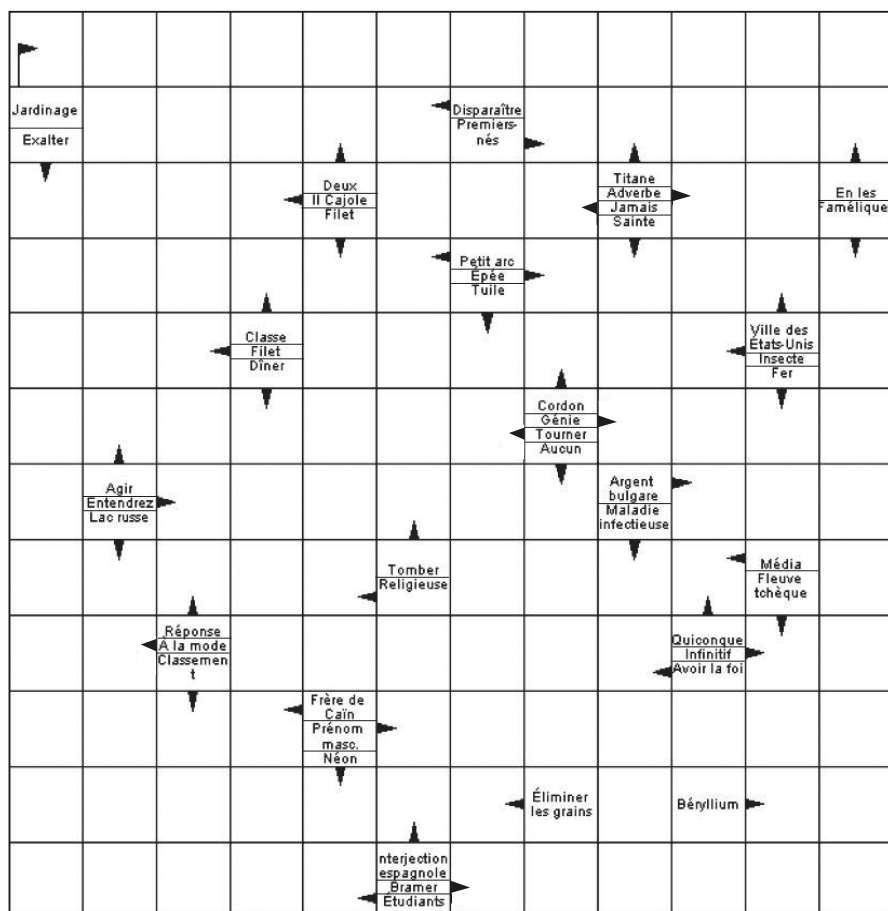 Jardinage
Exalter
Disparaître
Premiers-
nés
Deux
Il Cajole
Filet
Titane
Adverbe
Jamais
Sainte
En les
Famélique
Petit arc
Épée
Tuile
Classe
Filet
Dîner
Ville des
États-Unis
Insecte
Fer
Cordon
Génie
Tourner
Aucun
Agir
Entendrez
Lac russe
Argent
bulgare
Maladie
infectieuse
Tomber
Religieuse
Média
Fleuve
tchèque
Réponse
À la mode
Classemen
t
Quiconque
Infinitif
Avoir la foi
Frère de
Caïn
Prénom
masc.
Néon
Éliminer
les grains
Béryllium
nterjection
espagnole
Bramer
Étudiants